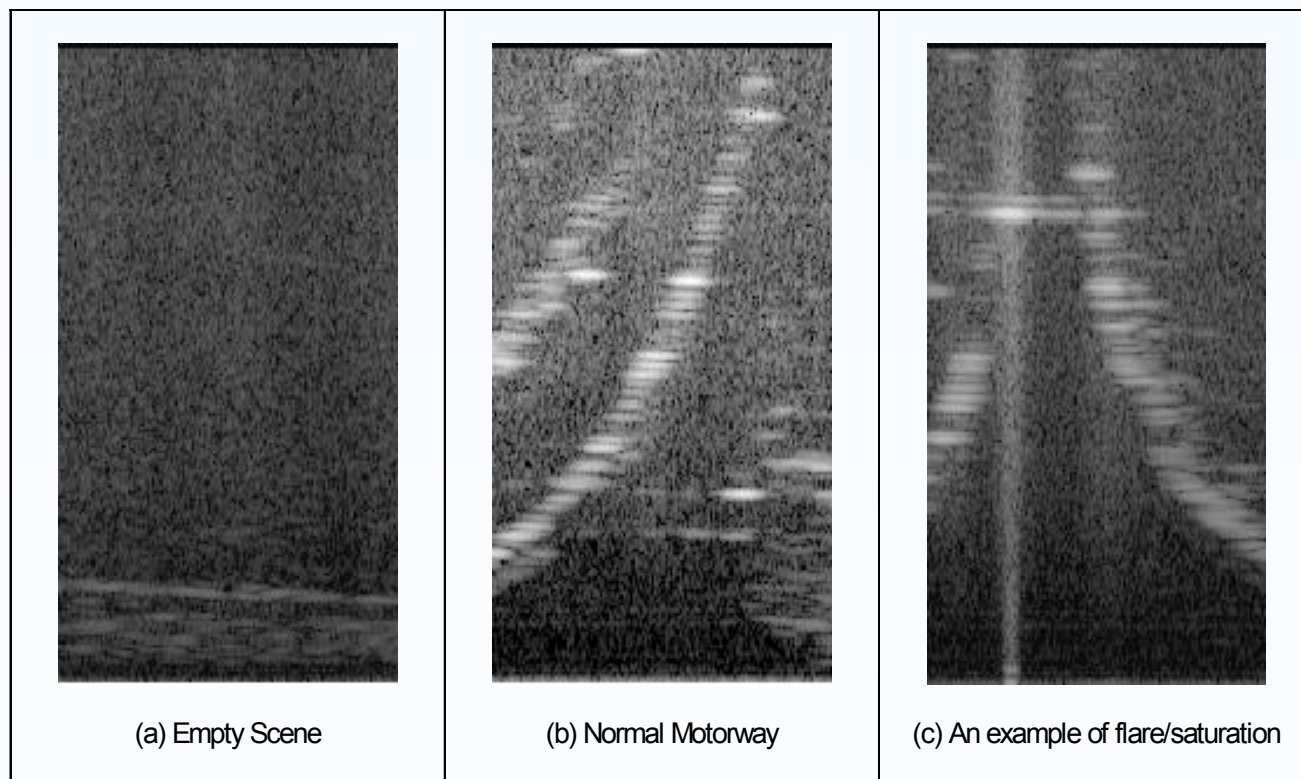 (a) Empty Scene
(b) Normal Motorway
(c) An example of flare/saturation